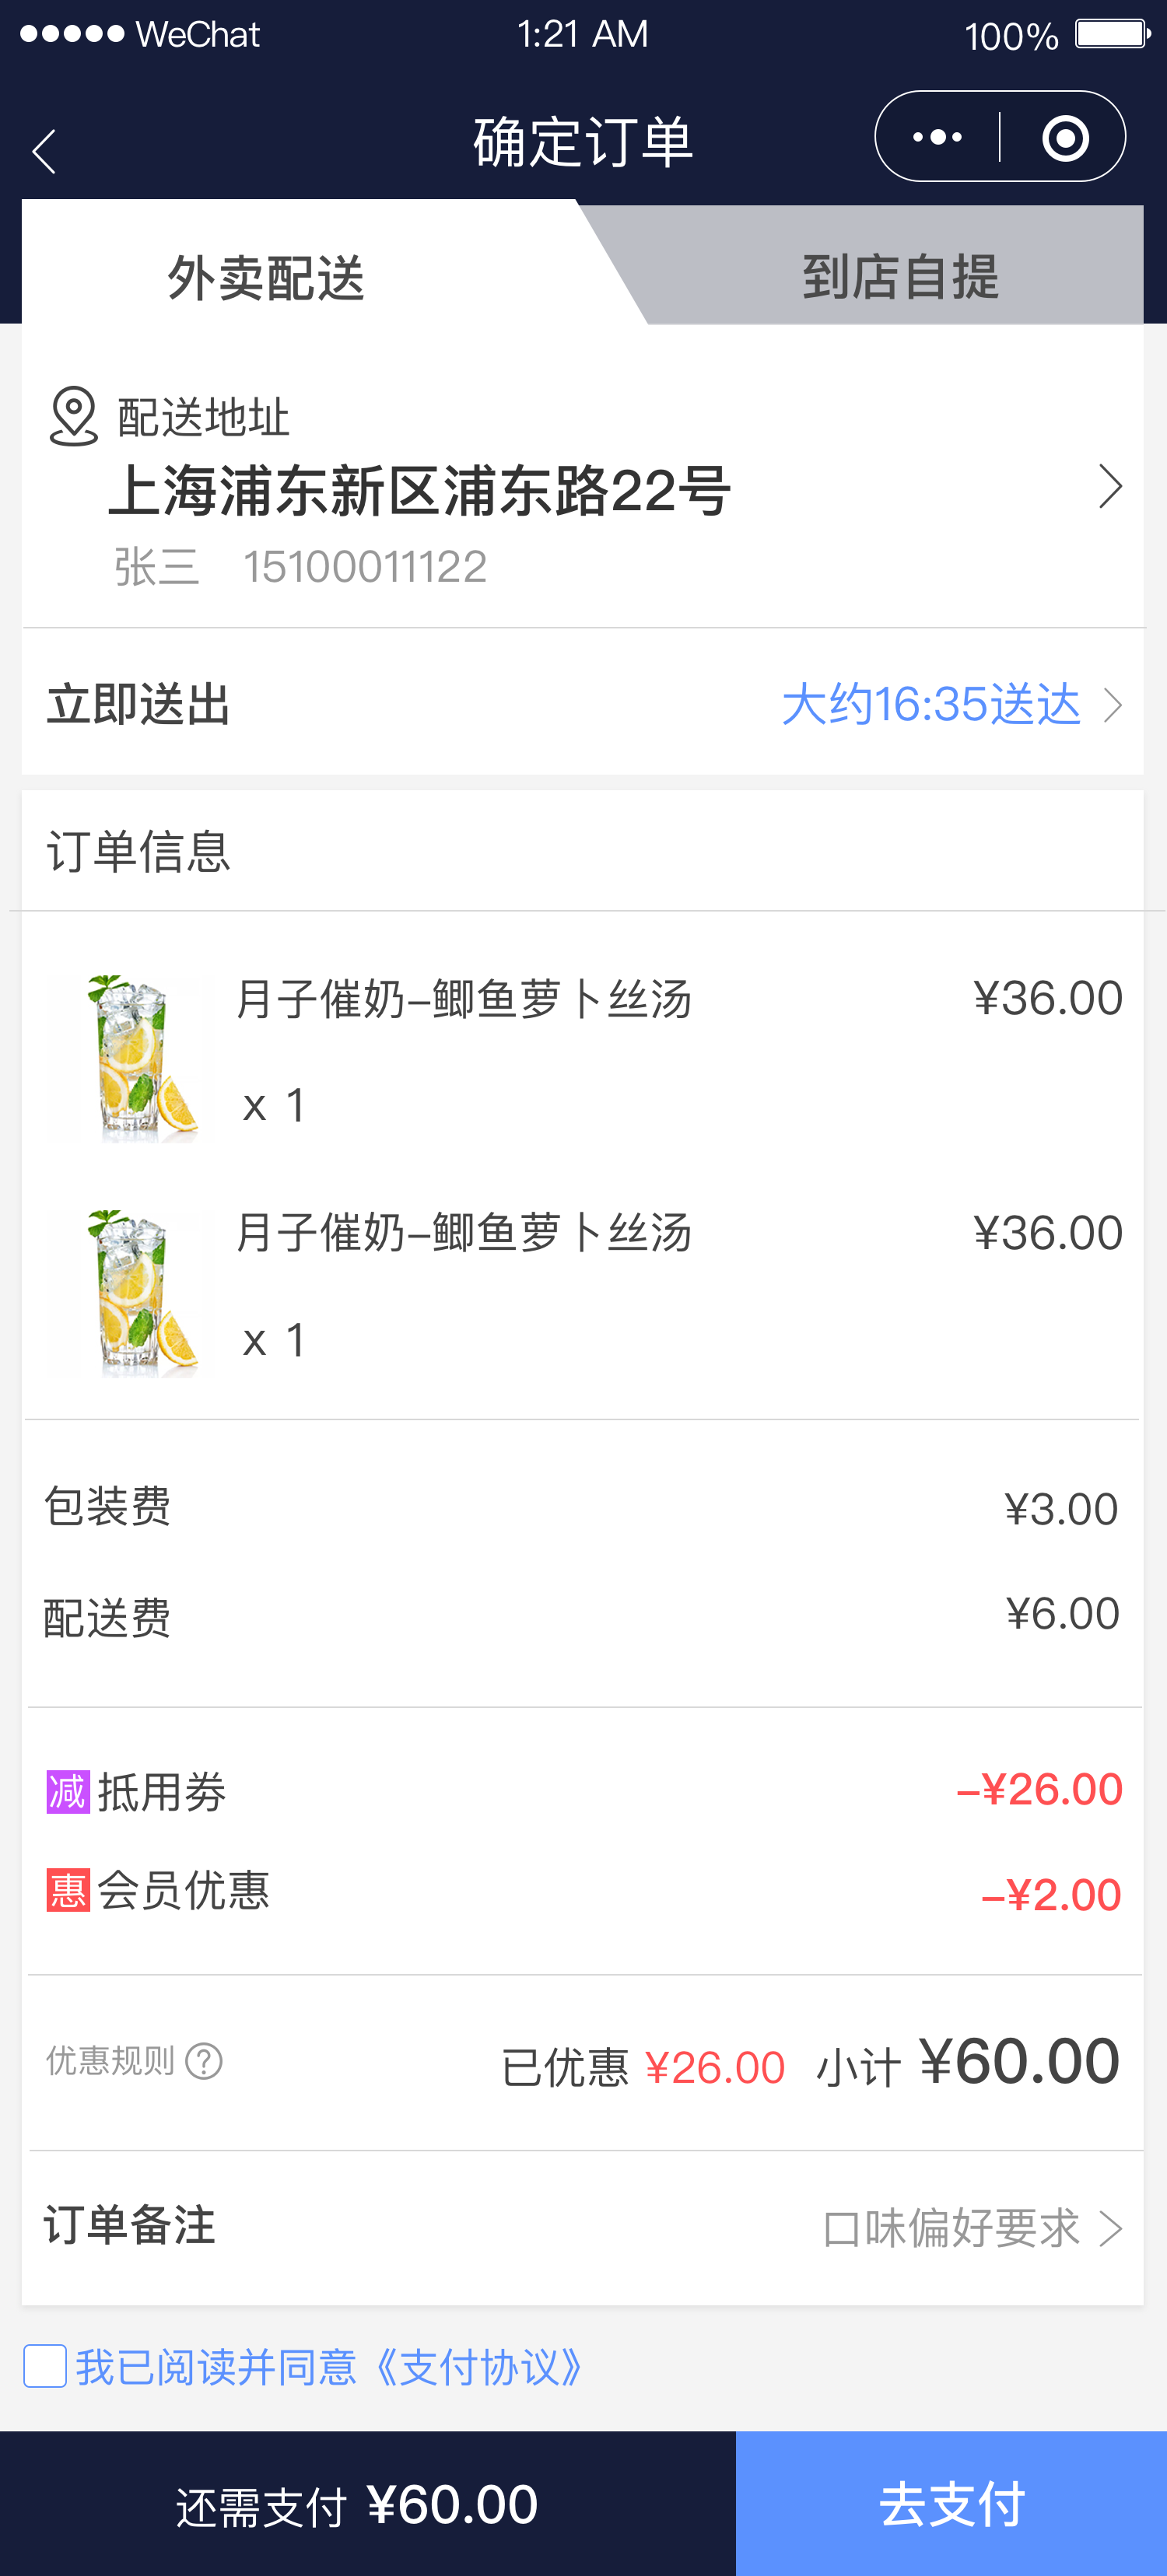 WeChat 1:21 AM 100%
确定订单
外卖配送 到店自提
配送地址
上海浦东新区浦东路22号
张三 15100011122
立即送出 大约16:35送达
订单信息
月子催奶–鲫鱼萝卜丝汤 ¥36.00
x 1
月子催奶–鲫鱼萝卜丝汤 ¥36.00
x 1
包装费 ¥3.00
配送费 ¥6.00
减 抵用券 –¥26.00
惠 会员优惠 –¥2.00
优惠规则 ? 已优惠 ¥26.00 小计 ¥60.00
订单备注 口味偏好要求
我已阅读并同意《支付协议》
还需支付 ¥60.00 去支付